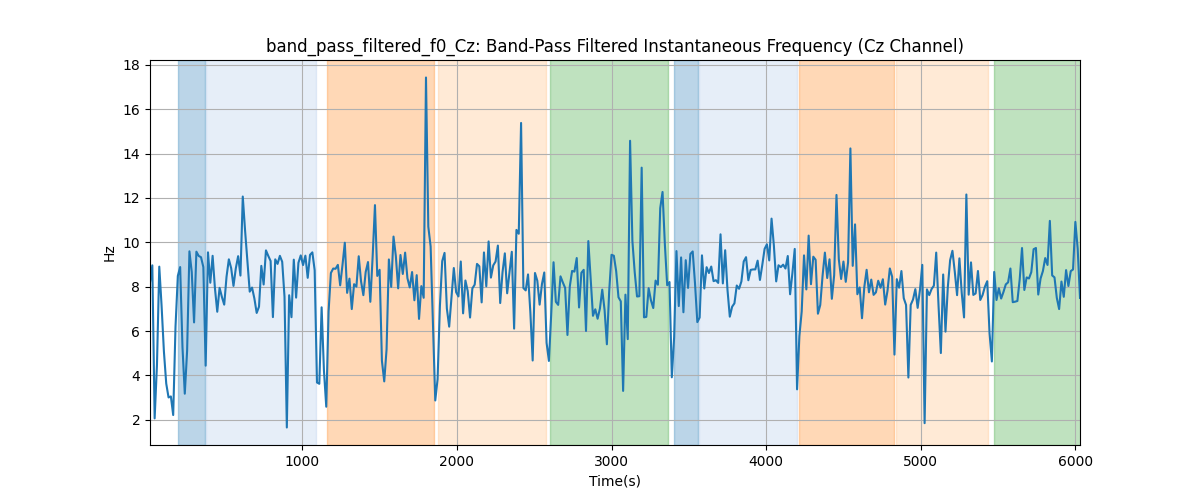 band_pass_filtered_f0_Cz: Band-Pass Filtered Instantaneous Frequency (Cz Channel)
18
16
14
12
10
8
6
4
2
Hz
1000 2000 3000 4000 5000 6000
Time(s)